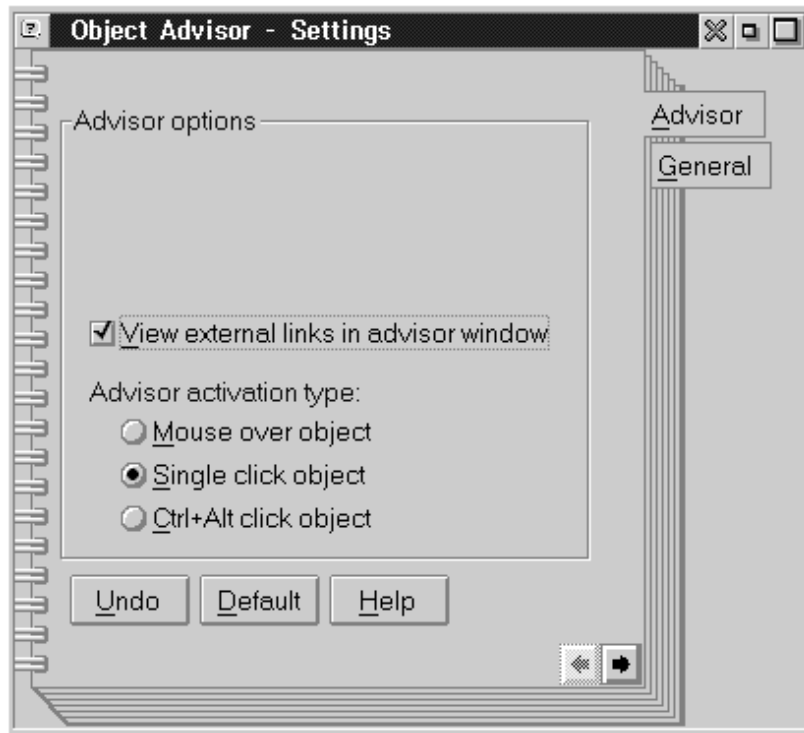 Object Advisor - Settings
Advisor
General
Advisor options
View external links in advisor window
Advisor activation type:
Mouse over object
Single click object
Ctrl+Alt click object
Undo
Default
Help